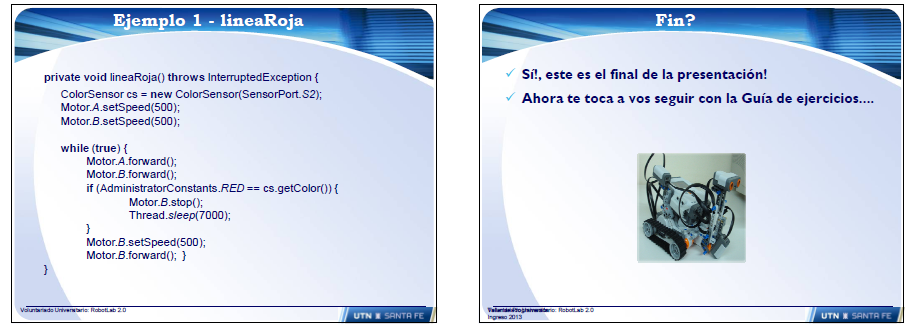 Ejemplo 1 - lineaRoja
private void lineaRoja() throws InterruptedException {
ColorSensor cs = new ColorSensor(SensorPort.S2);
Motor.A.setSpeed(500);
Motor.B.setSpeed(500);
while (true) {
Motor.A.forward();
Motor.B.forward();
if (AdministratorConstants.RED == cs.getColor()) {
Motor.B.stop();
Thread.sleep(7000);
}
Motor.B.setSpeed(500);
Motor.B.forward(); }
}
Voluntariado Universitario: RobotLab 2.0
UTN SANTA FE
Fin?
Sí!, este es el final de la presentación!
Ahora te toca a vos seguir con la Guía de ejercicios....
RobotLab 2.0
Ingreso 2013
UTN SANTA FE